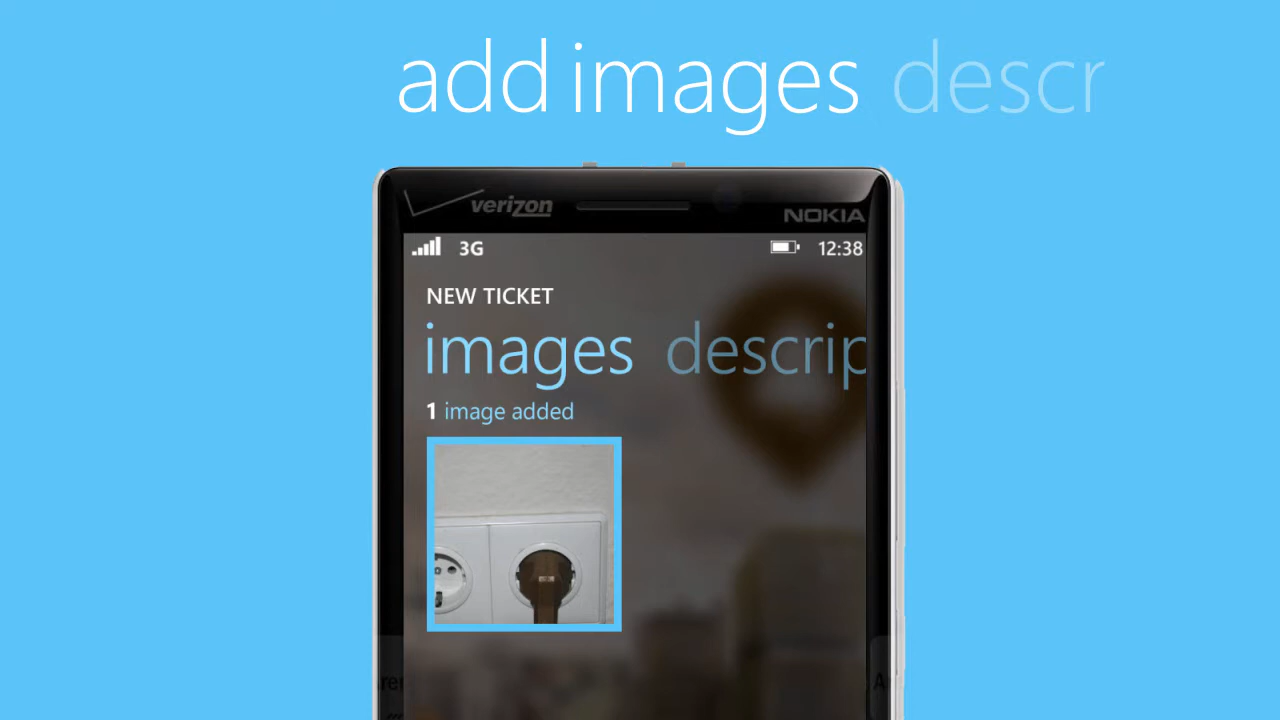 add images descr
verizon
NOKIA
3G 12:38
NEW TICKET
images descrip
1 image added